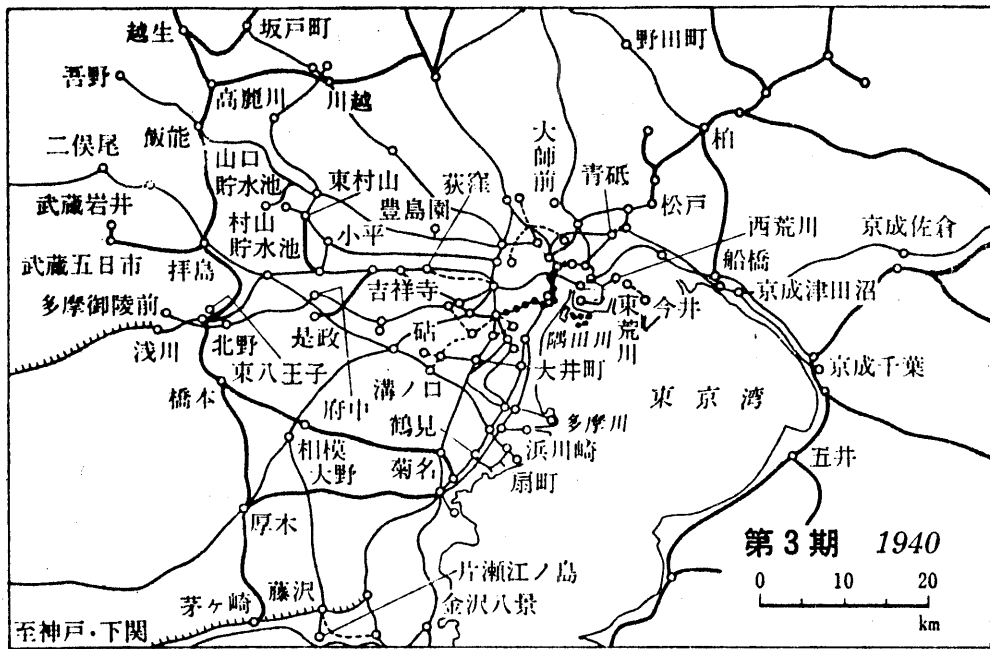 越生
坂戸町
野田町
吾野
高麗川
川越
飯能
大師前
柏
二俣尾
山口
貯水池
東村山
荻窪
青砥
武蔵岩井
村山
貯水池
豊島園
小平
松戸
西荒川
京成佐倉
武蔵五日市
拝島
船橋
吉祥寺
京成津田沼
多摩御陵前
是政
砧
隅田川
東荒川
今井
浅川
北野
東八王子
府中
溝ノ口
大井町
京成千葉
橋本
東京湾
鶴見
多摩川
相模
大野
菊名
浜川崎
扇町
五井
厚木
第3期 1940
片瀬江ノ島
0 10 20
km
茅ヶ崎
藤沢
金沢八景
至神戸・下関